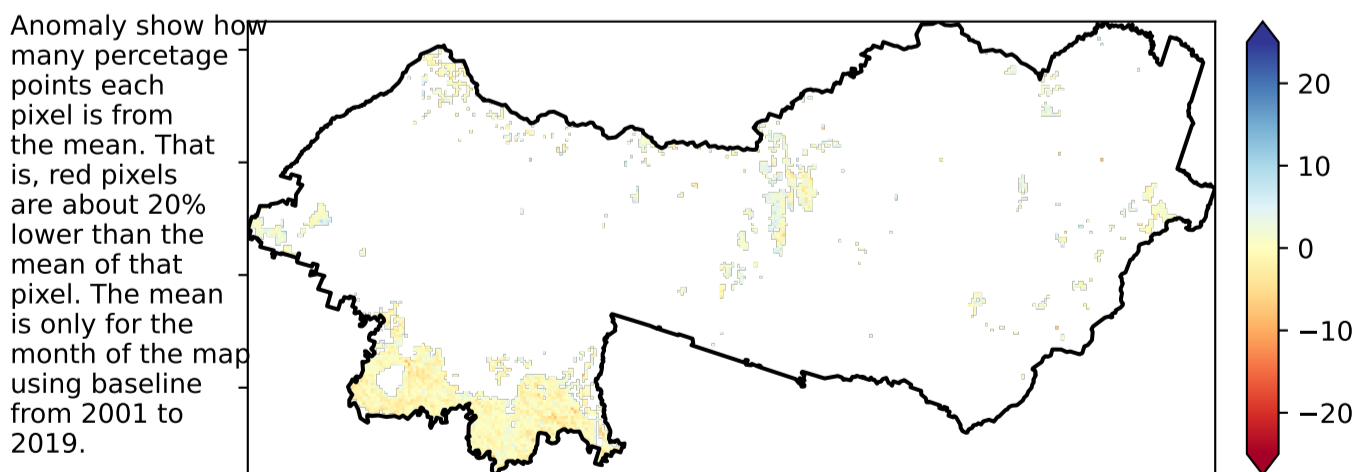 Anomaly show how
many percetage
points each
pixel is from
the mean. That
is, red pixels
are about 20%
lower than the
mean of that
pixel. The mean
is only for the
month of the map
using baseline
from 2001 to
2019.
20
10
0
−10
−20